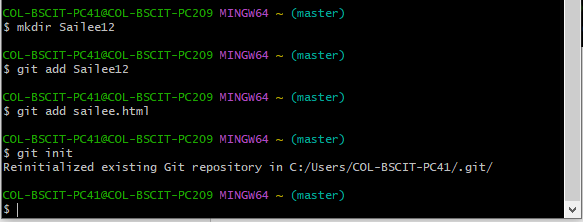 COL-BSCIT-PC41@COL-BSCIT-PC209 MINGW64 ~ (master)
$ mkdir Sailee12
COL-BSCIT-PC41@COL-BSCIT-PC209 MINGW64 ~ (master)
$ git add Sailee12
COL-BSCIT-PC41@COL-BSCIT-PC209 MINGW64 ~ (master)
$ git add sailee.html
COL-BSCIT-PC41@COL-BSCIT-PC209 MINGW64 ~ (master)
$ git init
Reinitialized existing Git repository in C:/Users/COL-BSCIT-PC41/.git/
COL-BSCIT-PC41@COL-BSCIT-PC209 MINGW64 ~ (master)
$